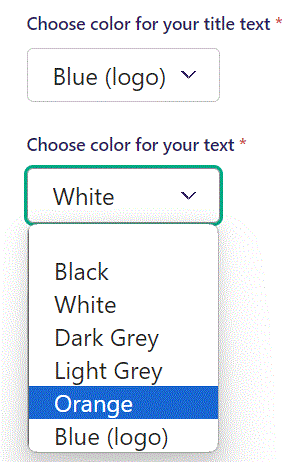 Choose color for your title text *
Blue (logo)
Choose color for your text *
White
Black
White
Dark Grey
Light Grey
Orange
Blue (logo)